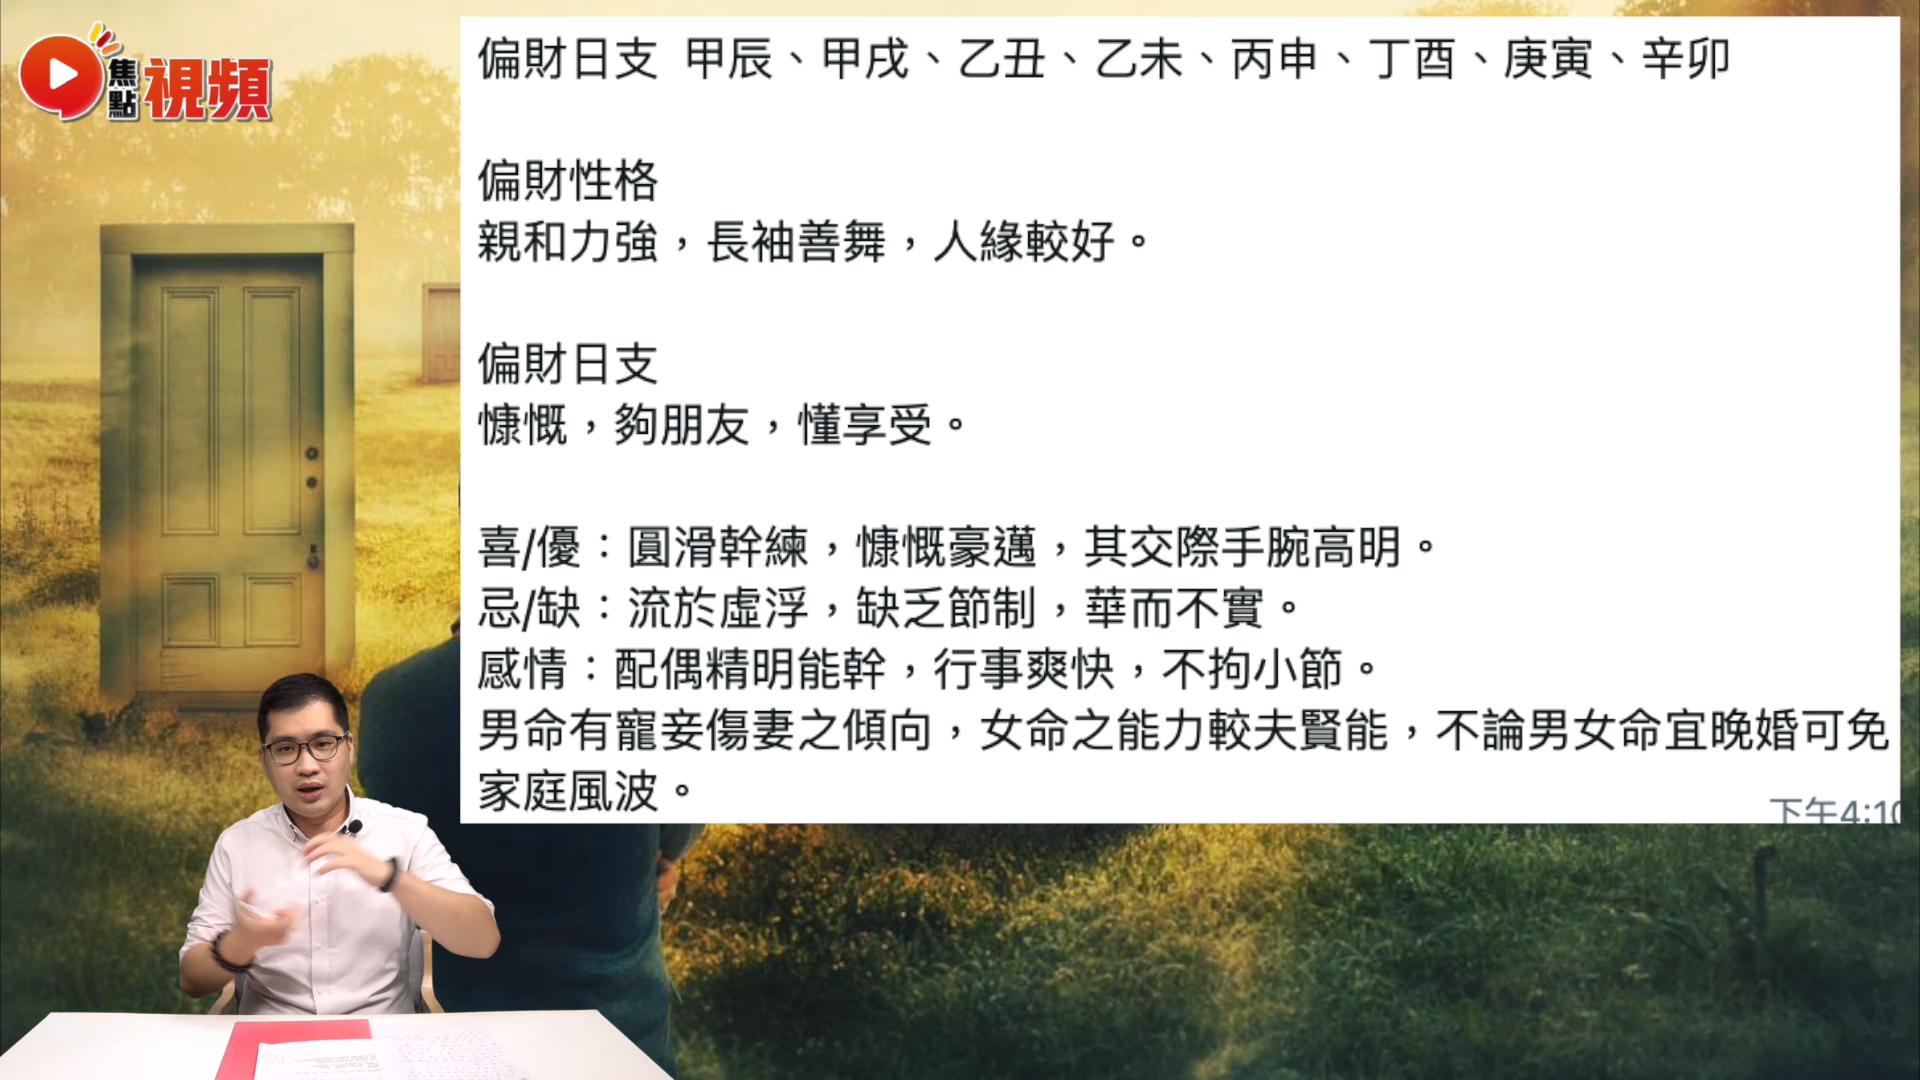 焦點視頻
偏財日支 甲辰、甲戌、乙丑、乙未、丙申、丁酉、庚寅、辛卯
偏財性格
親和力強，長袖善舞，人緣較好。
偏財日支
慷慨，夠朋友，懂享受。
喜/優：圓滑幹練，慷慨豪邁，其交際手腕高明。
忌/缺：流於虛浮，缺乏節制，華而不實。
感情：配偶精明能幹，行事爽快，不拘小節。
男命有寵妾傷妻之傾向，女命之能力較夫賢能，不論男女命宜晚婚可免
家庭風波。
下午4:10